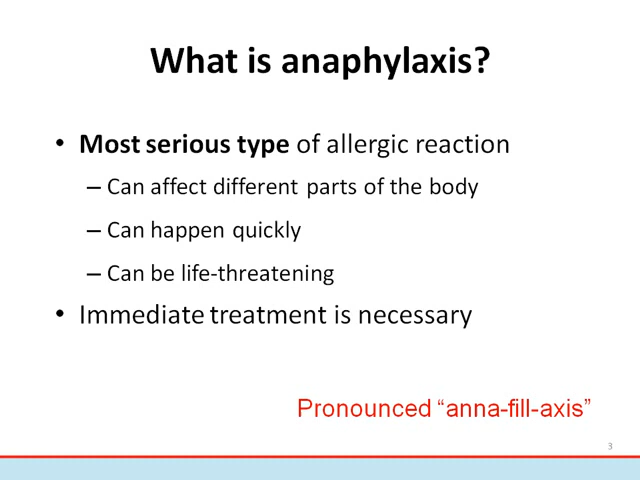 What is anaphylaxis?
• Most serious type of allergic reaction
– Can affect different parts of the body
– Can happen quickly
– Can be life-threatening
• Immediate treatment is necessary
Pronounced “anna-fill-axis”
3